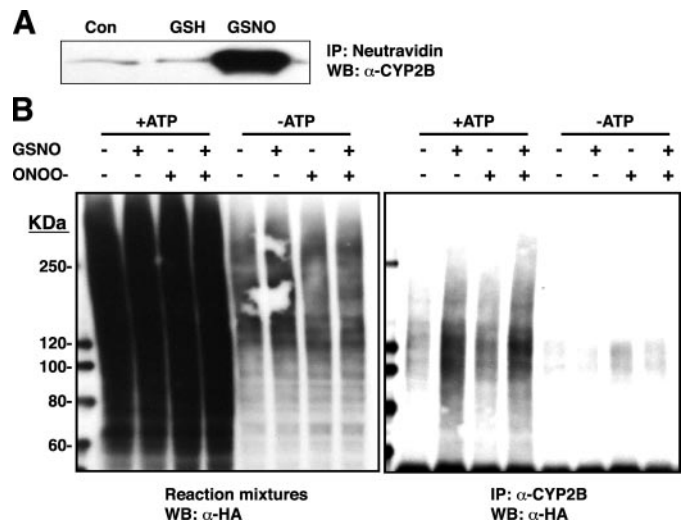 A
Con GSH GSNO
IP: Neutravidin
WB: α-CYP2B
B
+ATP -ATP +ATP -ATP
GSNO - + - + - + - + - + - + - + - +
ONOO- - - + + - - + + - - + + - - + +
KDa
250-
120-
100-
80-
60-
Reaction mixtures
WB: α-HA
IP: α-CYP2B
WB: α-HA